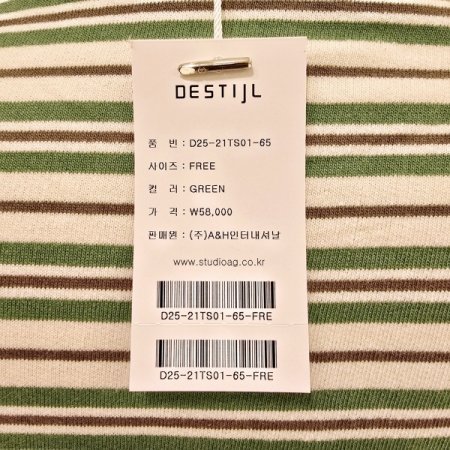 DESTIJL
품 번 : D25-21TS01-65
사이즈 : FREE
컬 러 : GREEN
가 격 : ₩58,000
판매원 : (주)A&H인터내셔날
www.studioag.co.kr
D25-21TS01-65-FRE
D25-21TS01-65-FRE